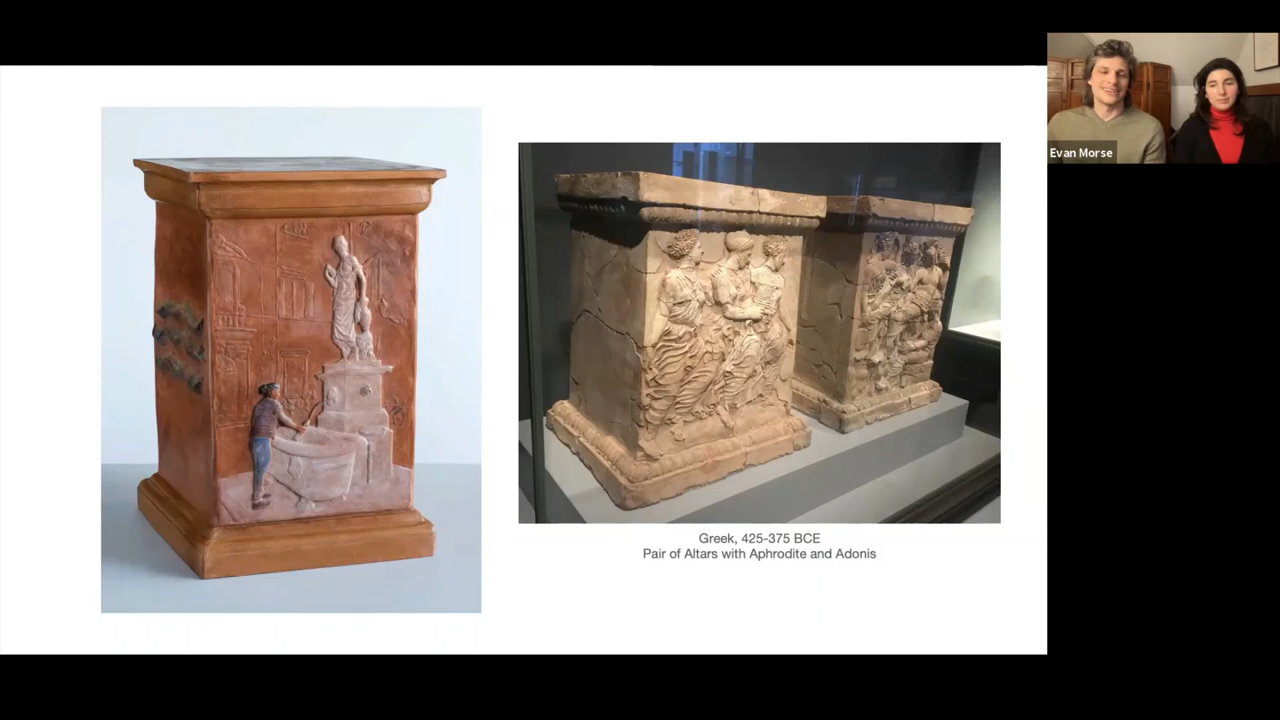 Evan Morse
Greek, 425-375 BCE
Pair of Altars with Aphrodite and Adonis